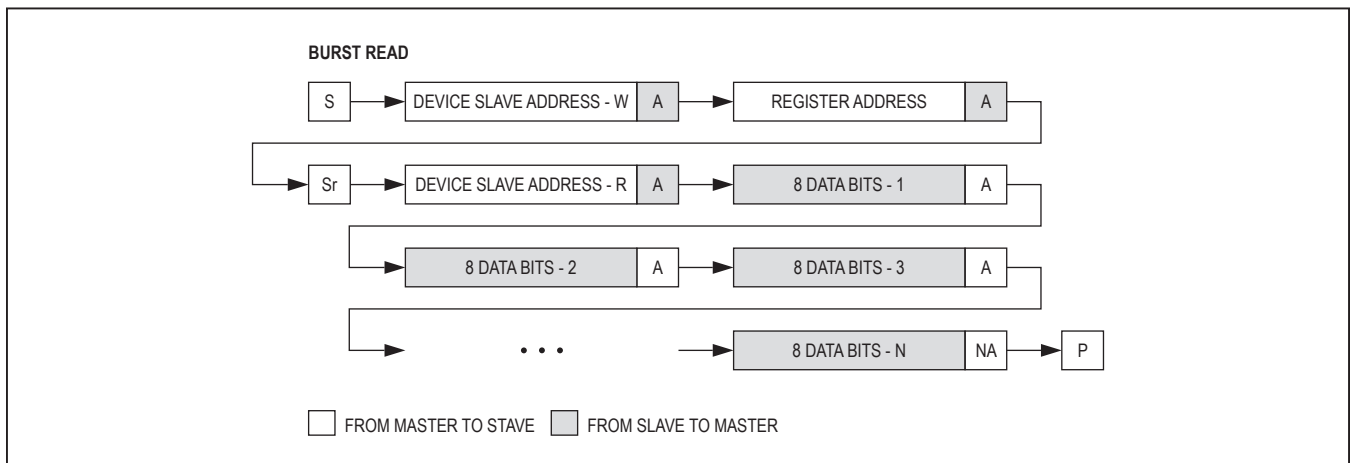 BURST READ
S DEVICE SLAVE ADDRESS - W A REGISTER ADDRESS A
Sr DEVICE SLAVE ADDRESS - R A 8 DATA BITS - 1 A
8 DATA BITS - 2 A 8 DATA BITS - 3 A
• • • 8 DATA BITS - N NA P
FROM MASTER TO STAVE FROM SLAVE TO MASTER